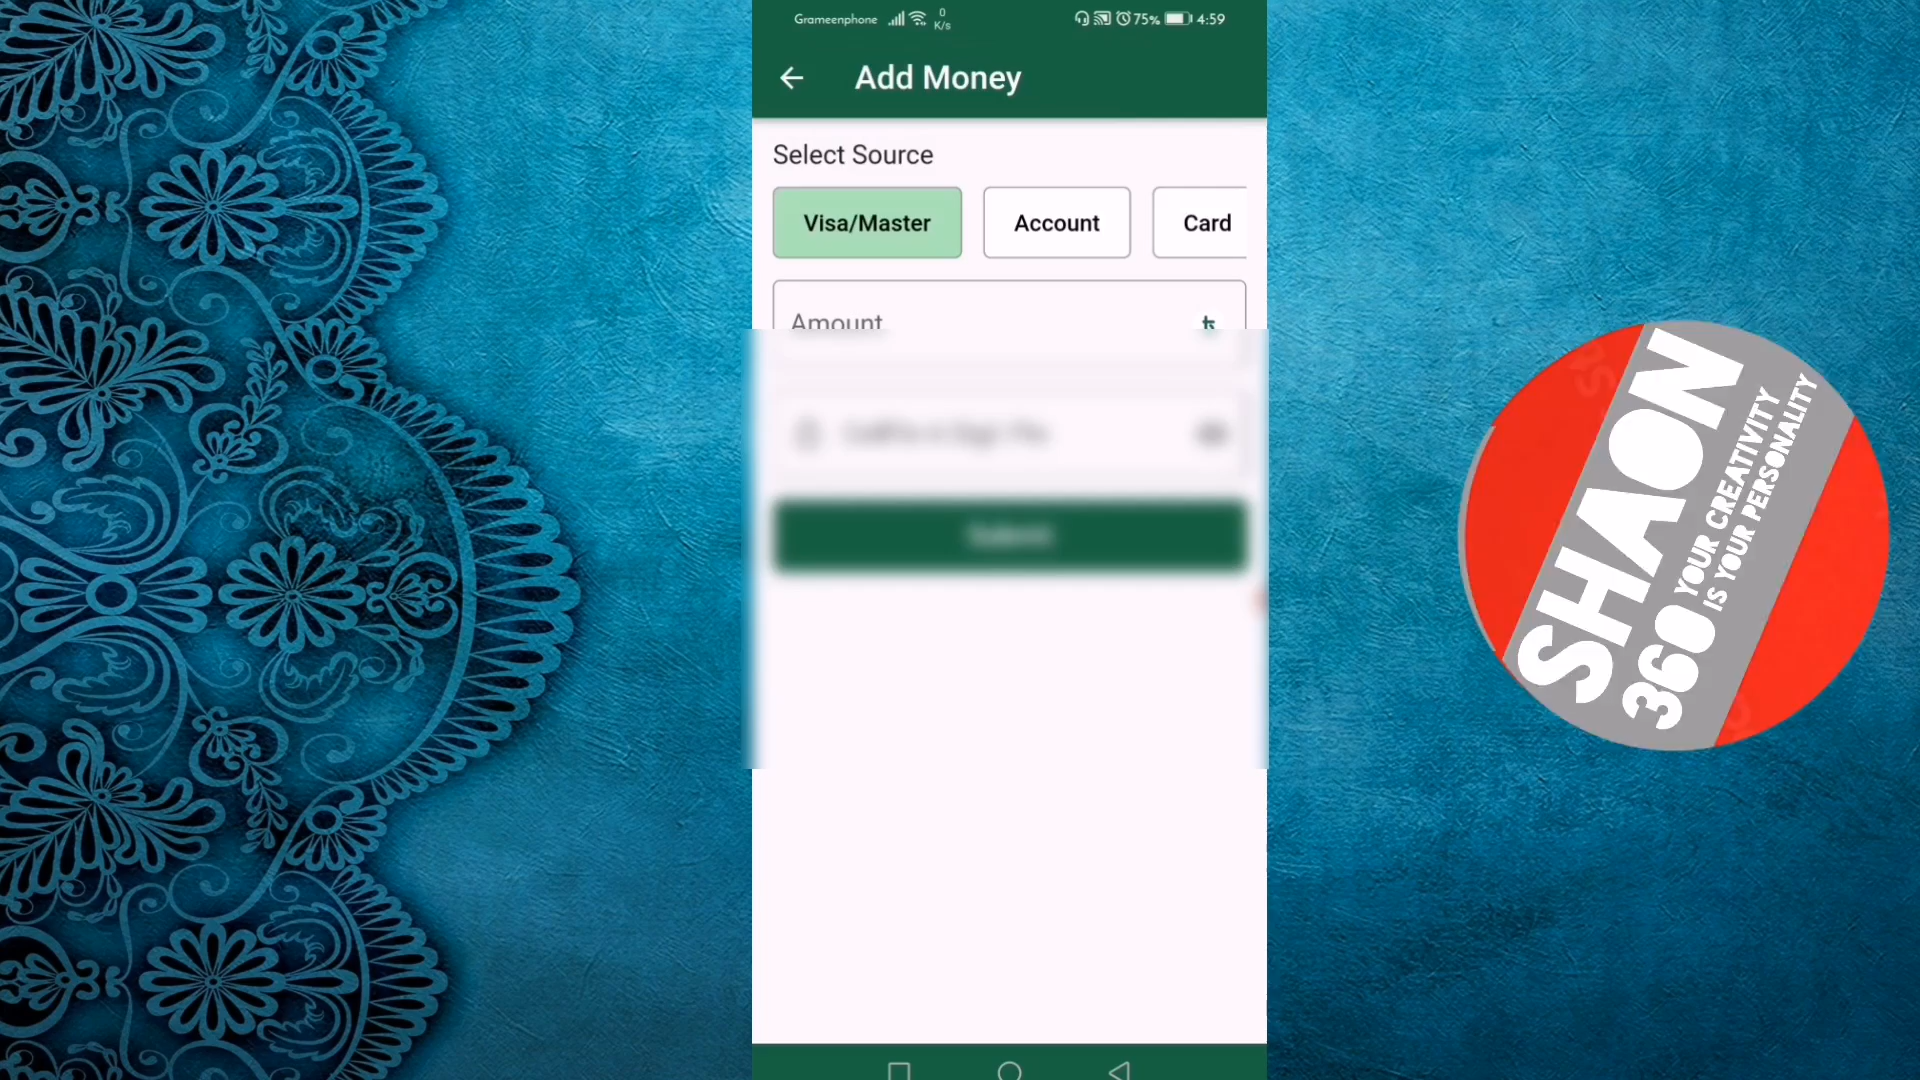 Grameenphone 0 K/s 75% 4:59
Add Money
Select Source
Visa/Master Account Card
Amount ৳
Submit
SHAON
360 YOUR CREATIVITY
IS YOUR PERSONALITY